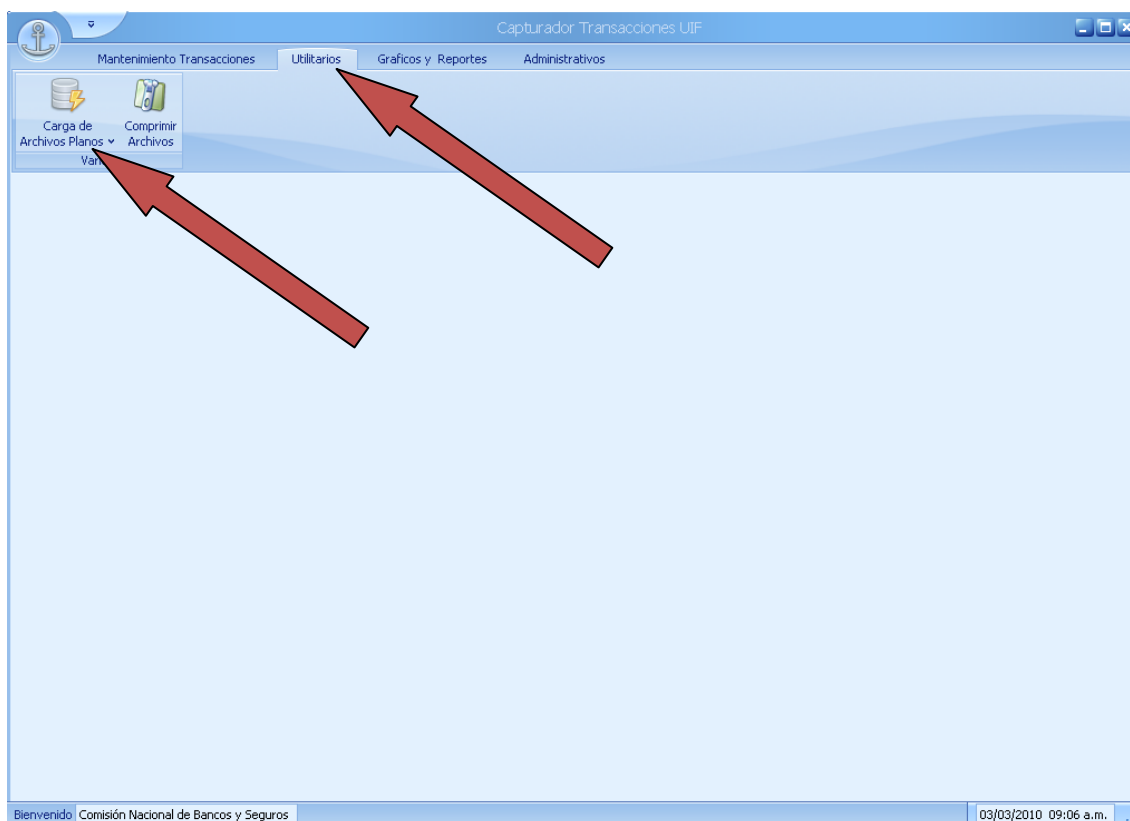 Capturador Transacciones UIF
Mantenimiento Transacciones Utilitarios Graficos y Reportes Administrativos
Carga de Archivos Planos
Comprimir Archivos
Bienvenido Comisión Nacional de Bancos y Seguros 03/03/2010 09:06 a.m.